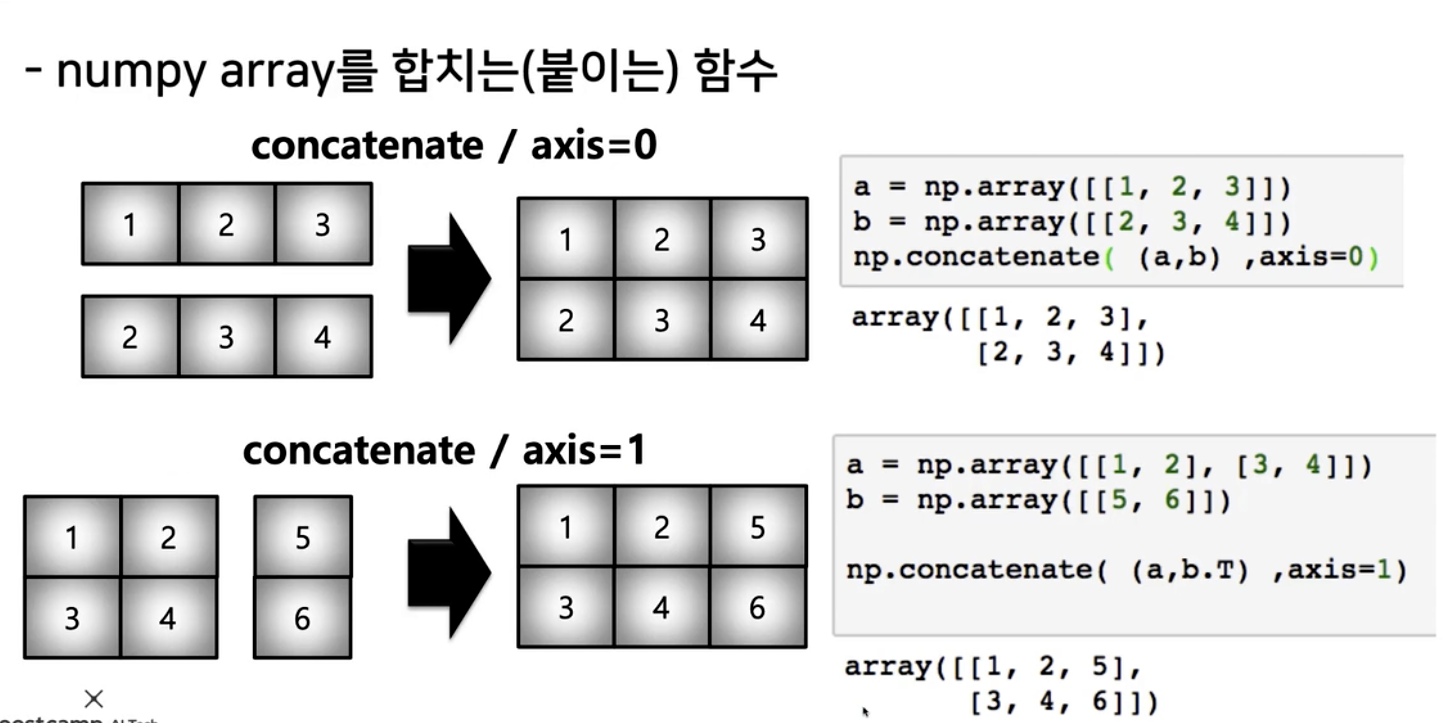 - numpy array를 합치는(붙이는) 함수
concatenate / axis=0
1 2 3
2 3 4
1 2 3
2 3 4
a = np.array([[1, 2, 3]])
b = np.array([[2, 3, 4]])
np.concatenate( (a,b) ,axis=0)
array([[1, 2, 3],
[2, 3, 4]])
concatenate / axis=1
1 2
3 4
5
6
1 2 5
3 4 6
a = np.array([[1, 2], [3, 4]])
b = np.array([[5, 6]])
np.concatenate( (a,b.T) ,axis=1)
array([[1, 2, 5],
[3, 4, 6]])